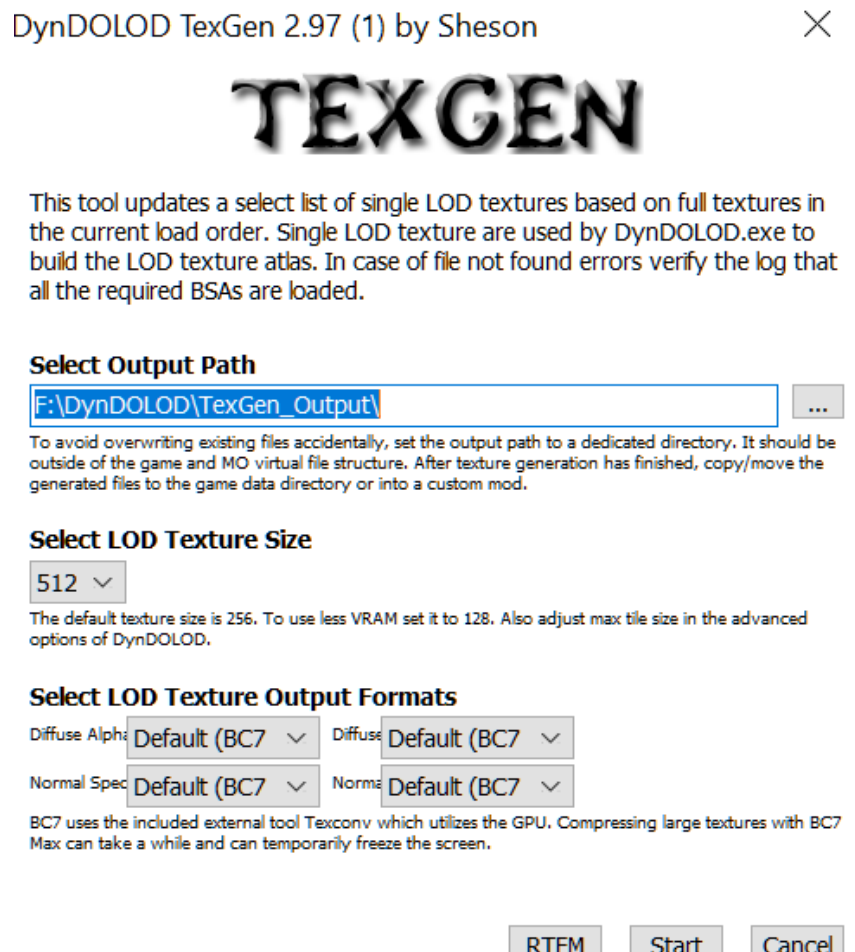 DynDOLOD TexGen 2.97 (1) by Sheson
TEXGEN
This tool updates a select list of single LOD textures based on full textures in
the current load order. Single LOD texture are used by DynDOLOD.exe to
build the LOD texture atlas. In case of file not found errors verify the log that
all the required BSAs are loaded.
Select Output Path
F:\DynDOLOD\TexGen_Output\
...
To avoid overwriting existing files accidentally, set the output path to a dedicated directory. It should be
outside of the game and MO virtual file structure. After texture generation has finished, copy/move the
generated files to the game data directory or into a custom mod.
Select LOD Texture Size
512
The default texture size is 256. To use less VRAM set it to 128. Also adjust max tile size in the advanced
options of DynDOLOD.
Select LOD Texture Output Formats
Diffuse Alpha Default (BC7 Diffuse Default (BC7
Normal Spec Default (BC7 Norma Default (BC7
BC7 uses the included external tool Texconv which utilizes the GPU. Compressing large textures with BC7
Max can take a while and can temporarily freeze the screen.
RTFM Start Cancel